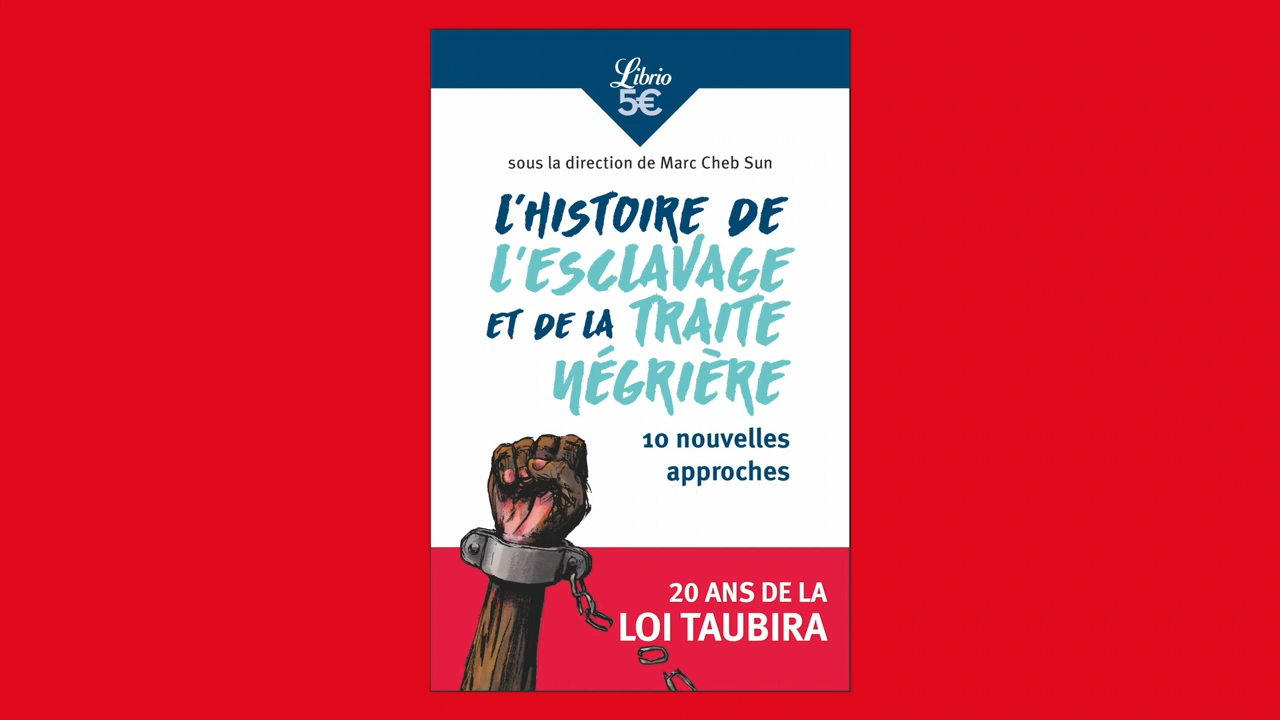 Librio
5€
sous la direction de Marc Cheb Sun
L'HISTOIRE DE
L'ESCLAVAGE
ET DE LA TRAITE
NÉGRIÈRE
10 nouvelles
approches
20 ANS DE LA
LOI TAUBIRA